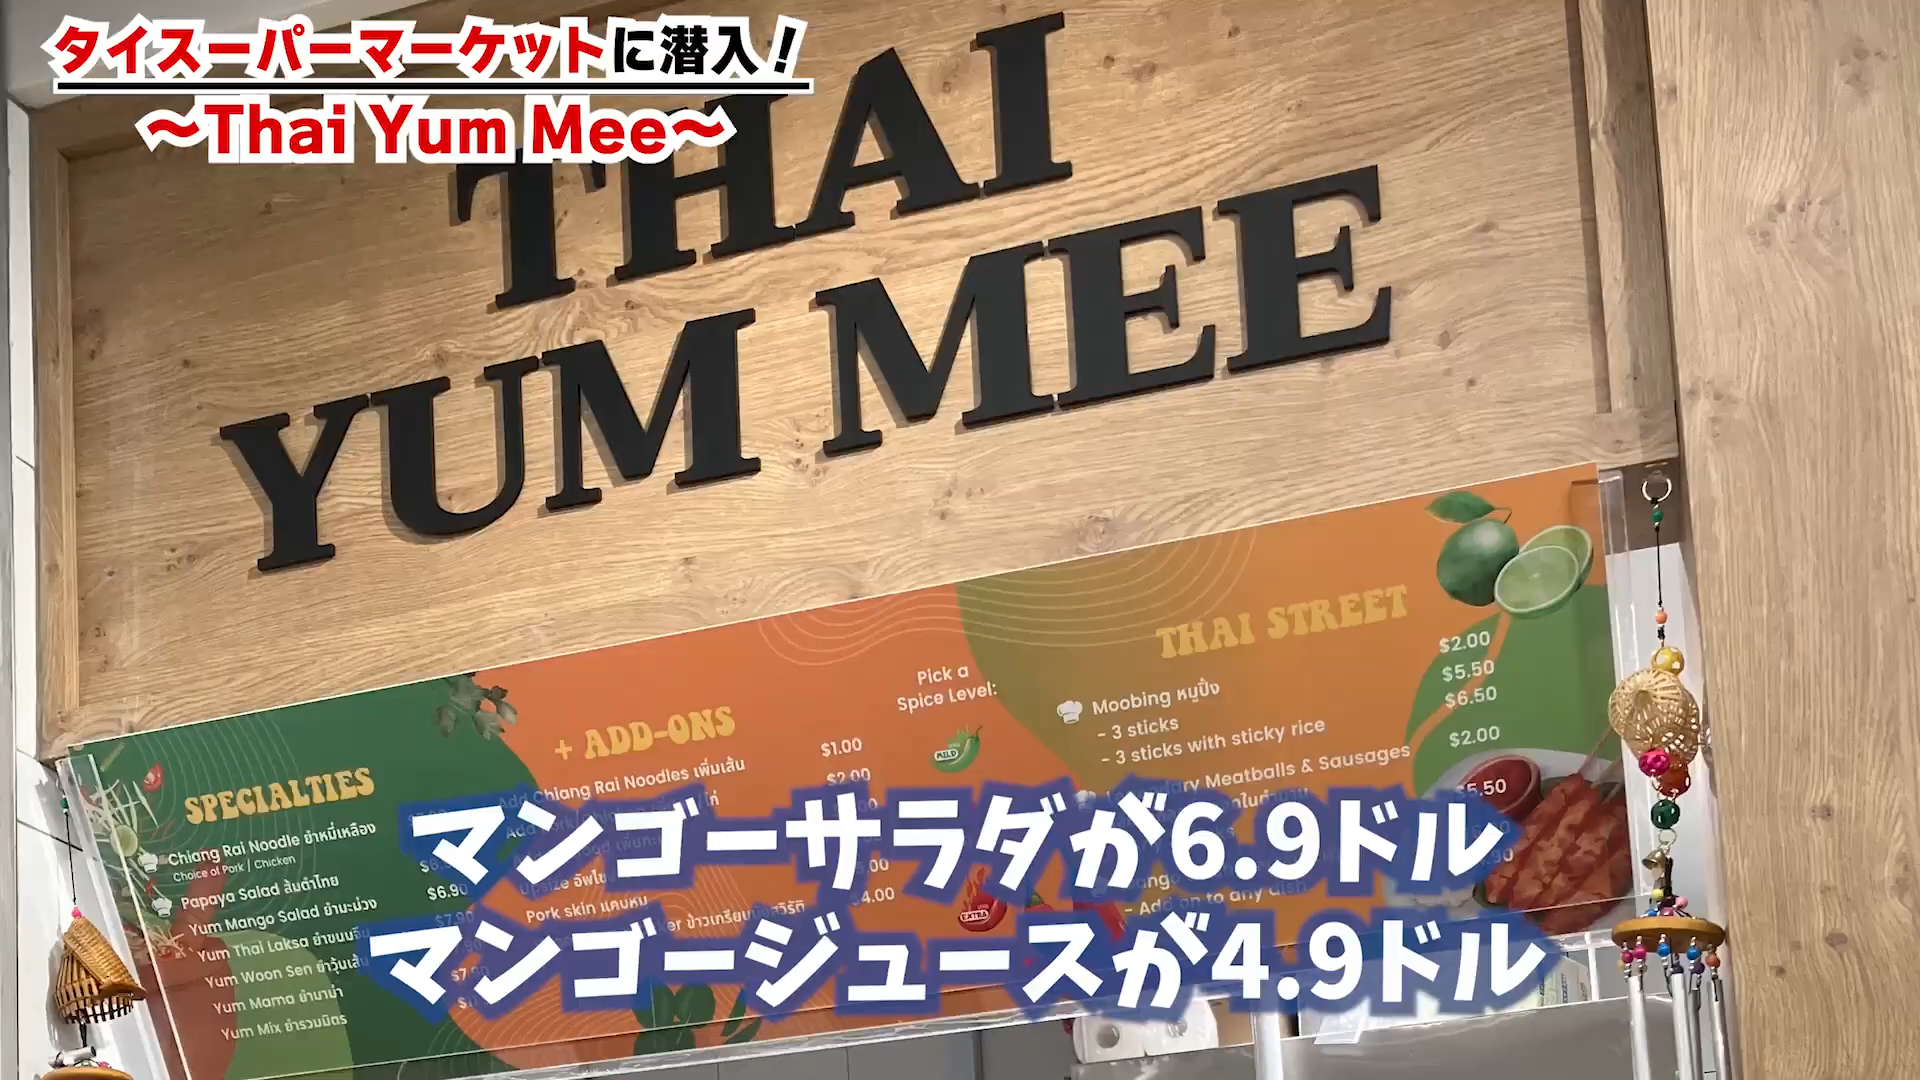 タイスーパーマーケットに潜入！
〜Thai Yum Mee〜
THAI
YUM MEE
SPECIALTIES
Chiang Rai Noodle ยำหมี่เหลือง
Choice of Pork / Chicken
Papaya Salad ส้มตำไทย
Yum Mango Salad ยำมะม่วง
$6.90
Yum Thai Laksa ยำขนมจีน
$7.90
Yum Woon Sen ยำวุ้นเส้น
Yum Mama ยำมาม่า
Yum Mix ยำรวมมิตร
+ ADD-ONS
Add Chiang Rai Noodles เพิ่มเส้น
$1.00
$2.00
Pork skin แคบหมู
$4.00
Pick a
Spice Level:
MILD
EXTRA
THAI STREET
Moobing หมูปิ้ง
$2.00
- 3 sticks
$5.50
- 3 sticks with sticky rice
$6.50
Meatballs & Sausages
$2.00
$5.50
- Add on to any dish
マンゴーサラダが6.9ドル
マンゴージュースが4.9ドル